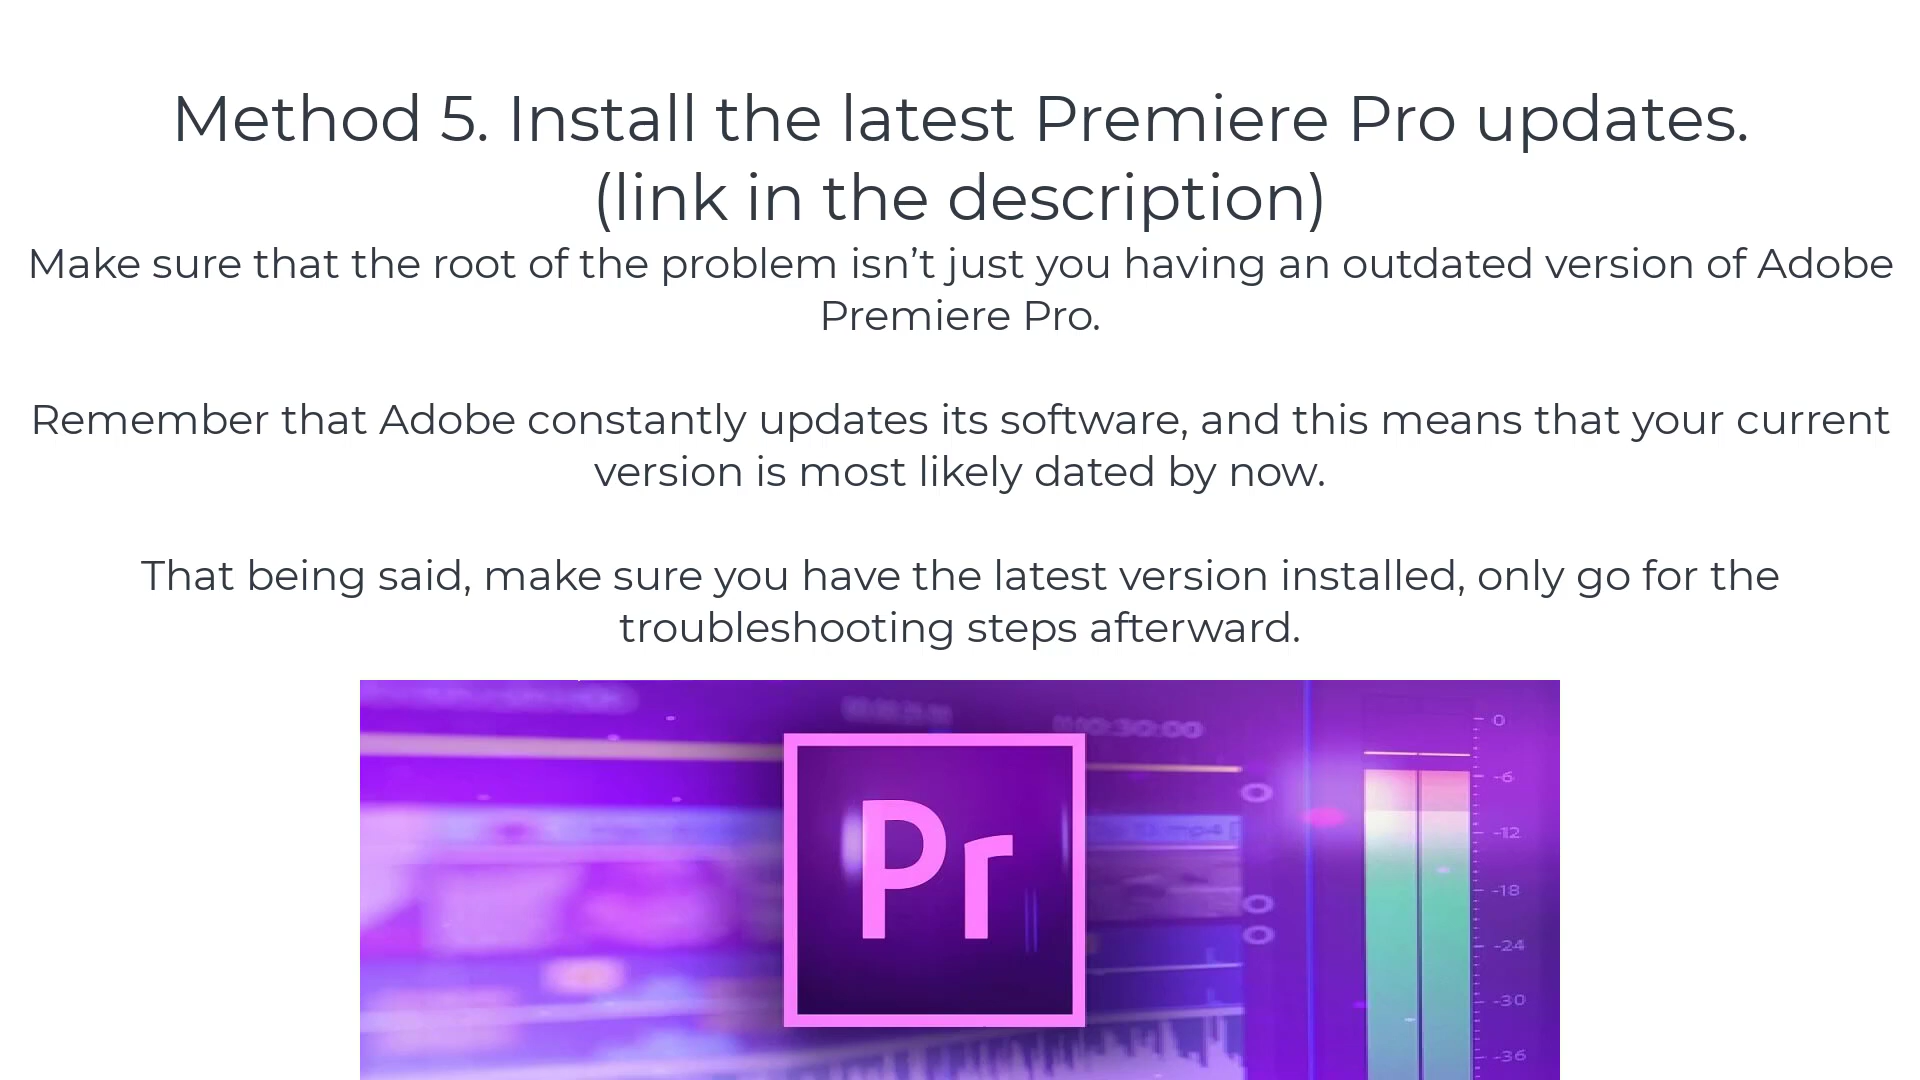 Method 5. Install the latest Premiere Pro updates.
(link in the description)
Make sure that the root of the problem isn’t just you having an outdated version of Adobe
Premiere Pro.
Remember that Adobe constantly updates its software, and this means that your current
version is most likely dated by now.
That being said, make sure you have the latest version installed, only go for the
troubleshooting steps afterward.
Pr
0
-6
-12
-18
-24
-30
-36